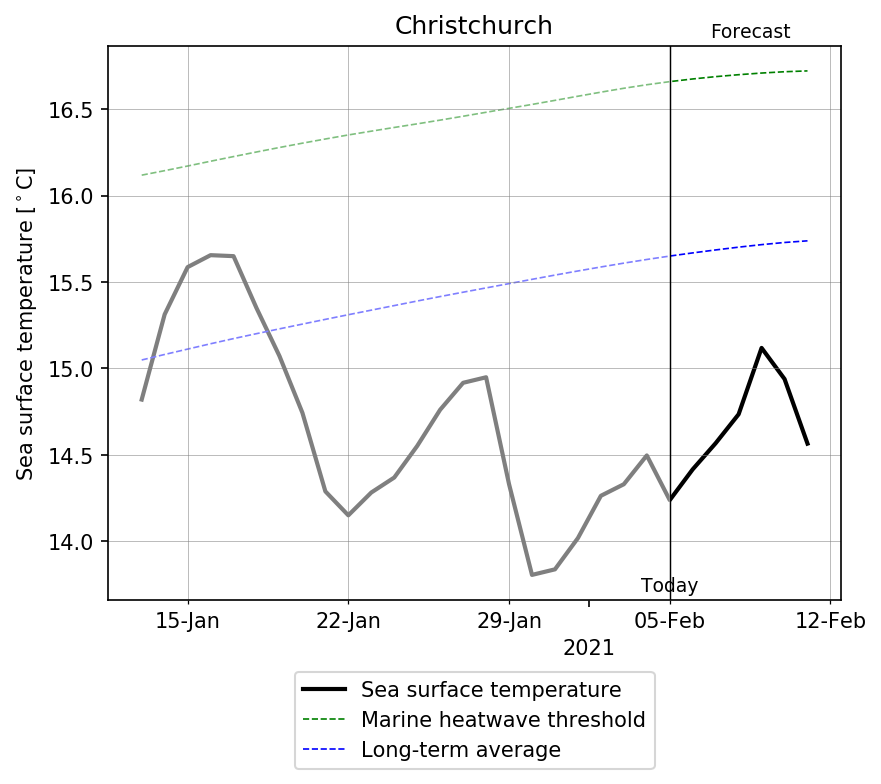 Christchurch
Forecast
Sea surface temperature [°C]
16.5
16.0
15.5
15.0
14.5
14.0
Today
15-Jan 22-Jan 29-Jan 05-Feb 12-Feb
2021
Sea surface temperature
Marine heatwave threshold
Long-term average